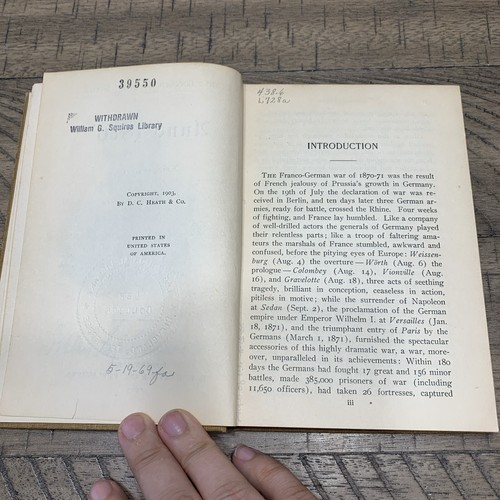 39550
WITHDRAWN
William G. Squires Library
COPYRIGHT, 1903,
BY D. C. HEATH & CO.
PRINTED IN
UNITED STATES
OF AMERICA.
5-19-69
438.6
L728a
INTRODUCTION
THE Franco-German war of 1870-71 was the result
of French jealousy of Prussia's growth in Germany.
On the 19th of July the declaration of war was re-
ceived in Berlin, and ten days later three German ar-
mies, ready for battle, crossed the Rhine. Four weeks
of fighting, and France lay humbled. Like a company
of well-drilled actors the generals of Germany played
their relentless parts; like a troop of faltering ama-
teurs the marshals of France stumbled, awkward and
confused, before the pitying eyes of Europe: Weissen-
burg (Aug. 4) the overture — Wörth (Aug. 6) the
prologue — Colombey (Aug. 14), Vionville (Aug.
16), and Gravelotte (Aug. 18), three acts of seething
tragedy, brilliant in conception, ceaseless in action,
pitiless in motive; while the surrender of Napoleon
at Sedan (Sept. 2), the proclamation of the German
empire under Emperor Wilhelm I. at Versailles (Jan.
18, 1871), and the triumphant entry of Paris by the
Germans (March 1, 1871), furnished the spectacular
accessories of this highly dramatic war, a war, more-
over, unparalleled in its achievements: Within 180
days the Germans had fought 17 great and 156 minor
battles, made 385,000 prisoners of war (including
11,650 officers), had taken 26 fortresses, captured
iii